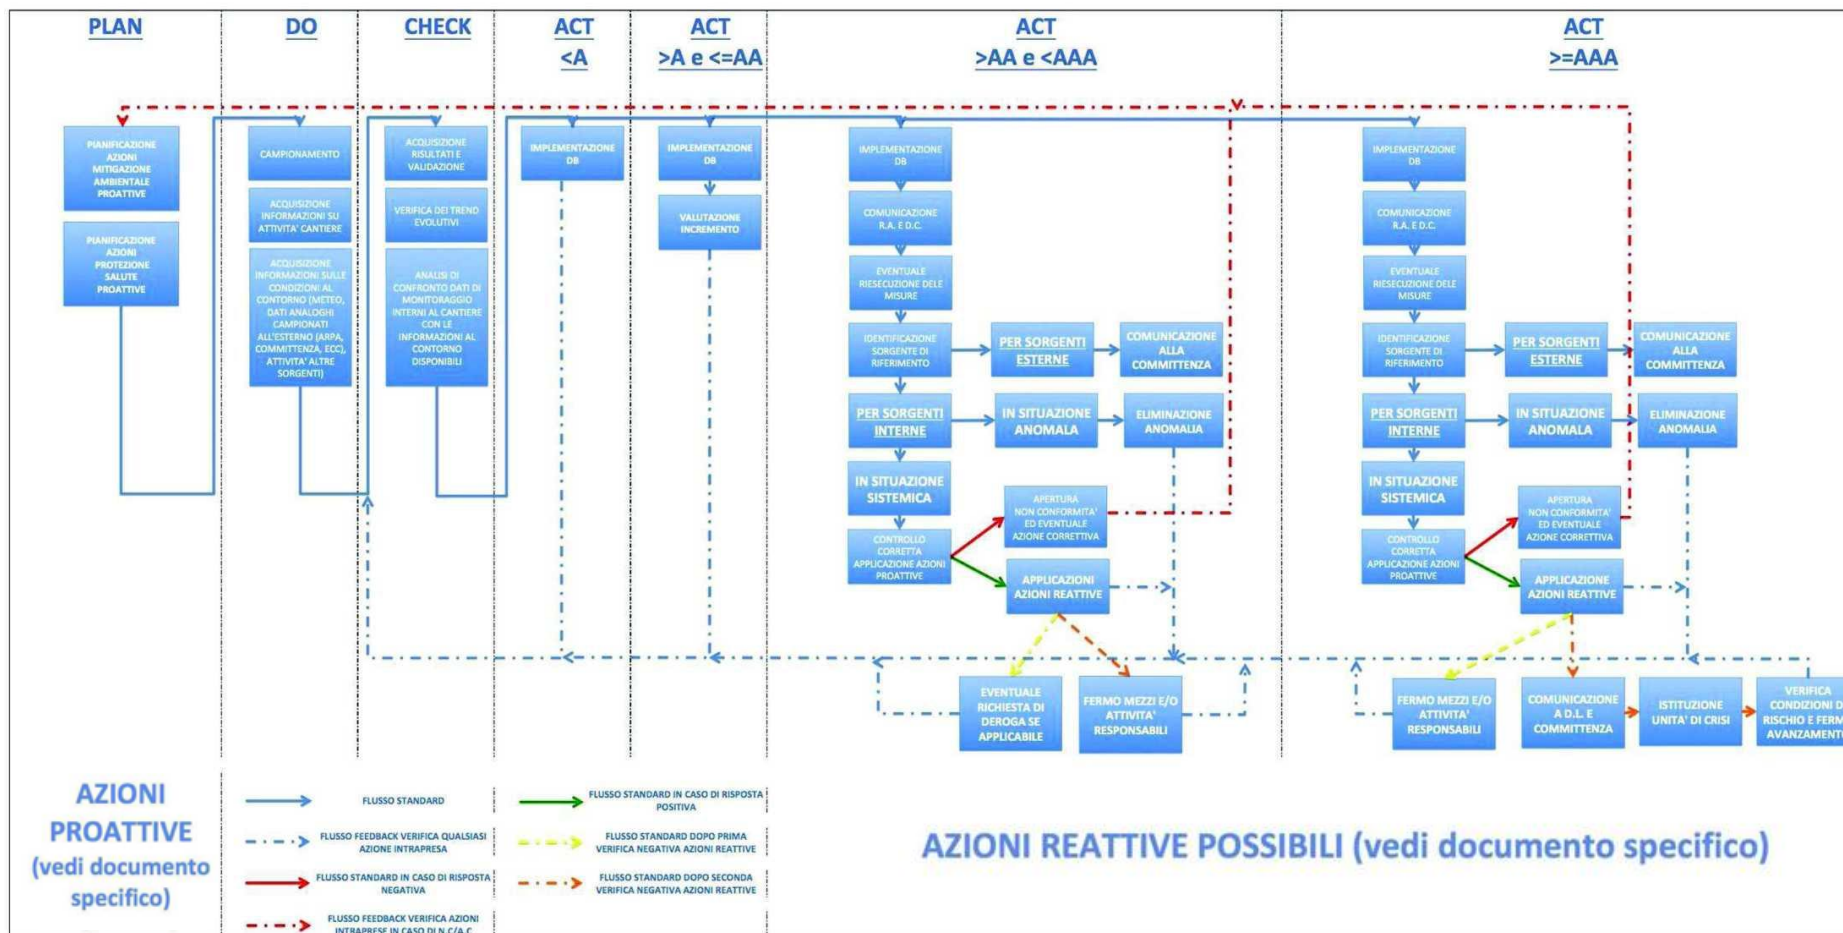 PLAN
DO
CHECK
ACT
<A
ACT
>A e <=AA
ACT
>AA e <AAA
ACT
>=AAA
PIANIFICAZIONE
AZIONI
MITIGAZIONE
AMBIENTALE
PROATTIVE
PIANIFICAZIONE
AZIONI
PROTEZIONE
SALUTE
PROATTIVE
CAMPIONAMENTO
ACQUISIZIONE
INFORMAZIONI SU
ATTIVITA' CANTIERE
ACQUISIZIONE
INFORMAZIONI SULLE
CONDIZIONI AL
CONTORNO (METEO,
DATI ANALOGHI
CAMPIONATI
ALL'ESTERNO (ARPA,
COMMITTENZA, ECC),
ATTIVITA' ALTRE
SORGENTI)
ACQUISIZIONE
RISULTATI E
VALIDAZIONE
VERIFICA DEI TREND
EVOLUTIVI
ANALISI DI
CONFRONTO DATI DI
MONITORAGGIO
INTERNI AL CANTIERE
CON LE
INFORMAZIONI AL
CONTORNO
DISPONIBILI
IMPLEMENTAZIONE
DB
IMPLEMENTAZIONE
DB
VALUTAZIONE
INCREMENTO
IMPLEMENTAZIONE
DB
COMUNICAZIONE
R.A. E D.C.
EVENTUALE
RIESECUZIONE DELE
MISURE
IDENTIFICAZIONE
SORGENTE DI
RIFERIMENTO
PER SORGENTI
ESTERNE
COMUNICAZIONE
ALLA
COMMITTENZA
PER SORGENTI
INTERNE
IN SITUAZIONE
ANOMALA
ELIMINAZIONE
ANOMALIA
IN SITUAZIONE
SISTEMICA
APERTURA
NON CONFORMITA'
ED EVENTUALE
AZIONE CORRETTIVA
CONTROLLO
CORRETTA
APPLICAZIONE AZIONI
PROATTIVE
APPLICAZIONI
AZIONI REATTIVE
EVENTUALE
RICHIESTA DI
DEROGA SE
APPLICABILE
FERMO MEZZI E/O
ATTIVITA'
RESPONSABILI
IMPLEMENTAZIONE
DB
COMUNICAZIONE
R.A. E D.C.
EVENTUALE
RIESECUZIONE DELE
MISURE
IDENTIFICAZIONE
SORGENTE DI
RIFERIMENTO
PER SORGENTI
ESTERNE
COMUNICAZIONE
ALLA
COMMITTENZA
PER SORGENTI
INTERNE
IN SITUAZIONE
ANOMALA
ELIMINAZIONE
ANOMALIA
IN SITUAZIONE
SISTEMICA
APERTURA
NON CONFORMITA'
ED EVENTUALE
AZIONE CORRETTIVA
CONTROLLO
CORRETTA
APPLICAZIONE AZIONI
PROATTIVE
APPLICAZIONE
AZIONI REATTIVE
FERMO MEZZI E/O
ATTIVITA'
RESPONSABILI
COMUNICAZIONE
A D.L. E
COMMITTENZA
ISTITUZIONE
UNITA' DI CRISI
VERIFICA
CONDIZIONI D
RISCHIO E FERM
AVANZAMENT
AZIONI
PROATTIVE
(vedi documento
specifico)
FLUSSO STANDARD
FLUSSO FEEDBACK VERIFICA QUALSIASI
AZIONE INTRAPRESA
FLUSSO STANDARD IN CASO DI RISPOSTA
NEGATIVA
FLUSSO FEEDBACK VERIFICA AZIONI
INTRAPRESE IN CASO DI N.C/A.C
FLUSSO STANDARD IN CASO DI RISPOSTA
POSITIVA
FLUSSO STANDARD DOPO PRIMA
VERIFICA NEGATIVA AZIONI REATTIVE
FLUSSO STANDARD DOPO SECONDA
VERIFICA NEGATIVA AZIONI REATTIVE
AZIONI REATTIVE POSSIBILI (vedi documento specifico)